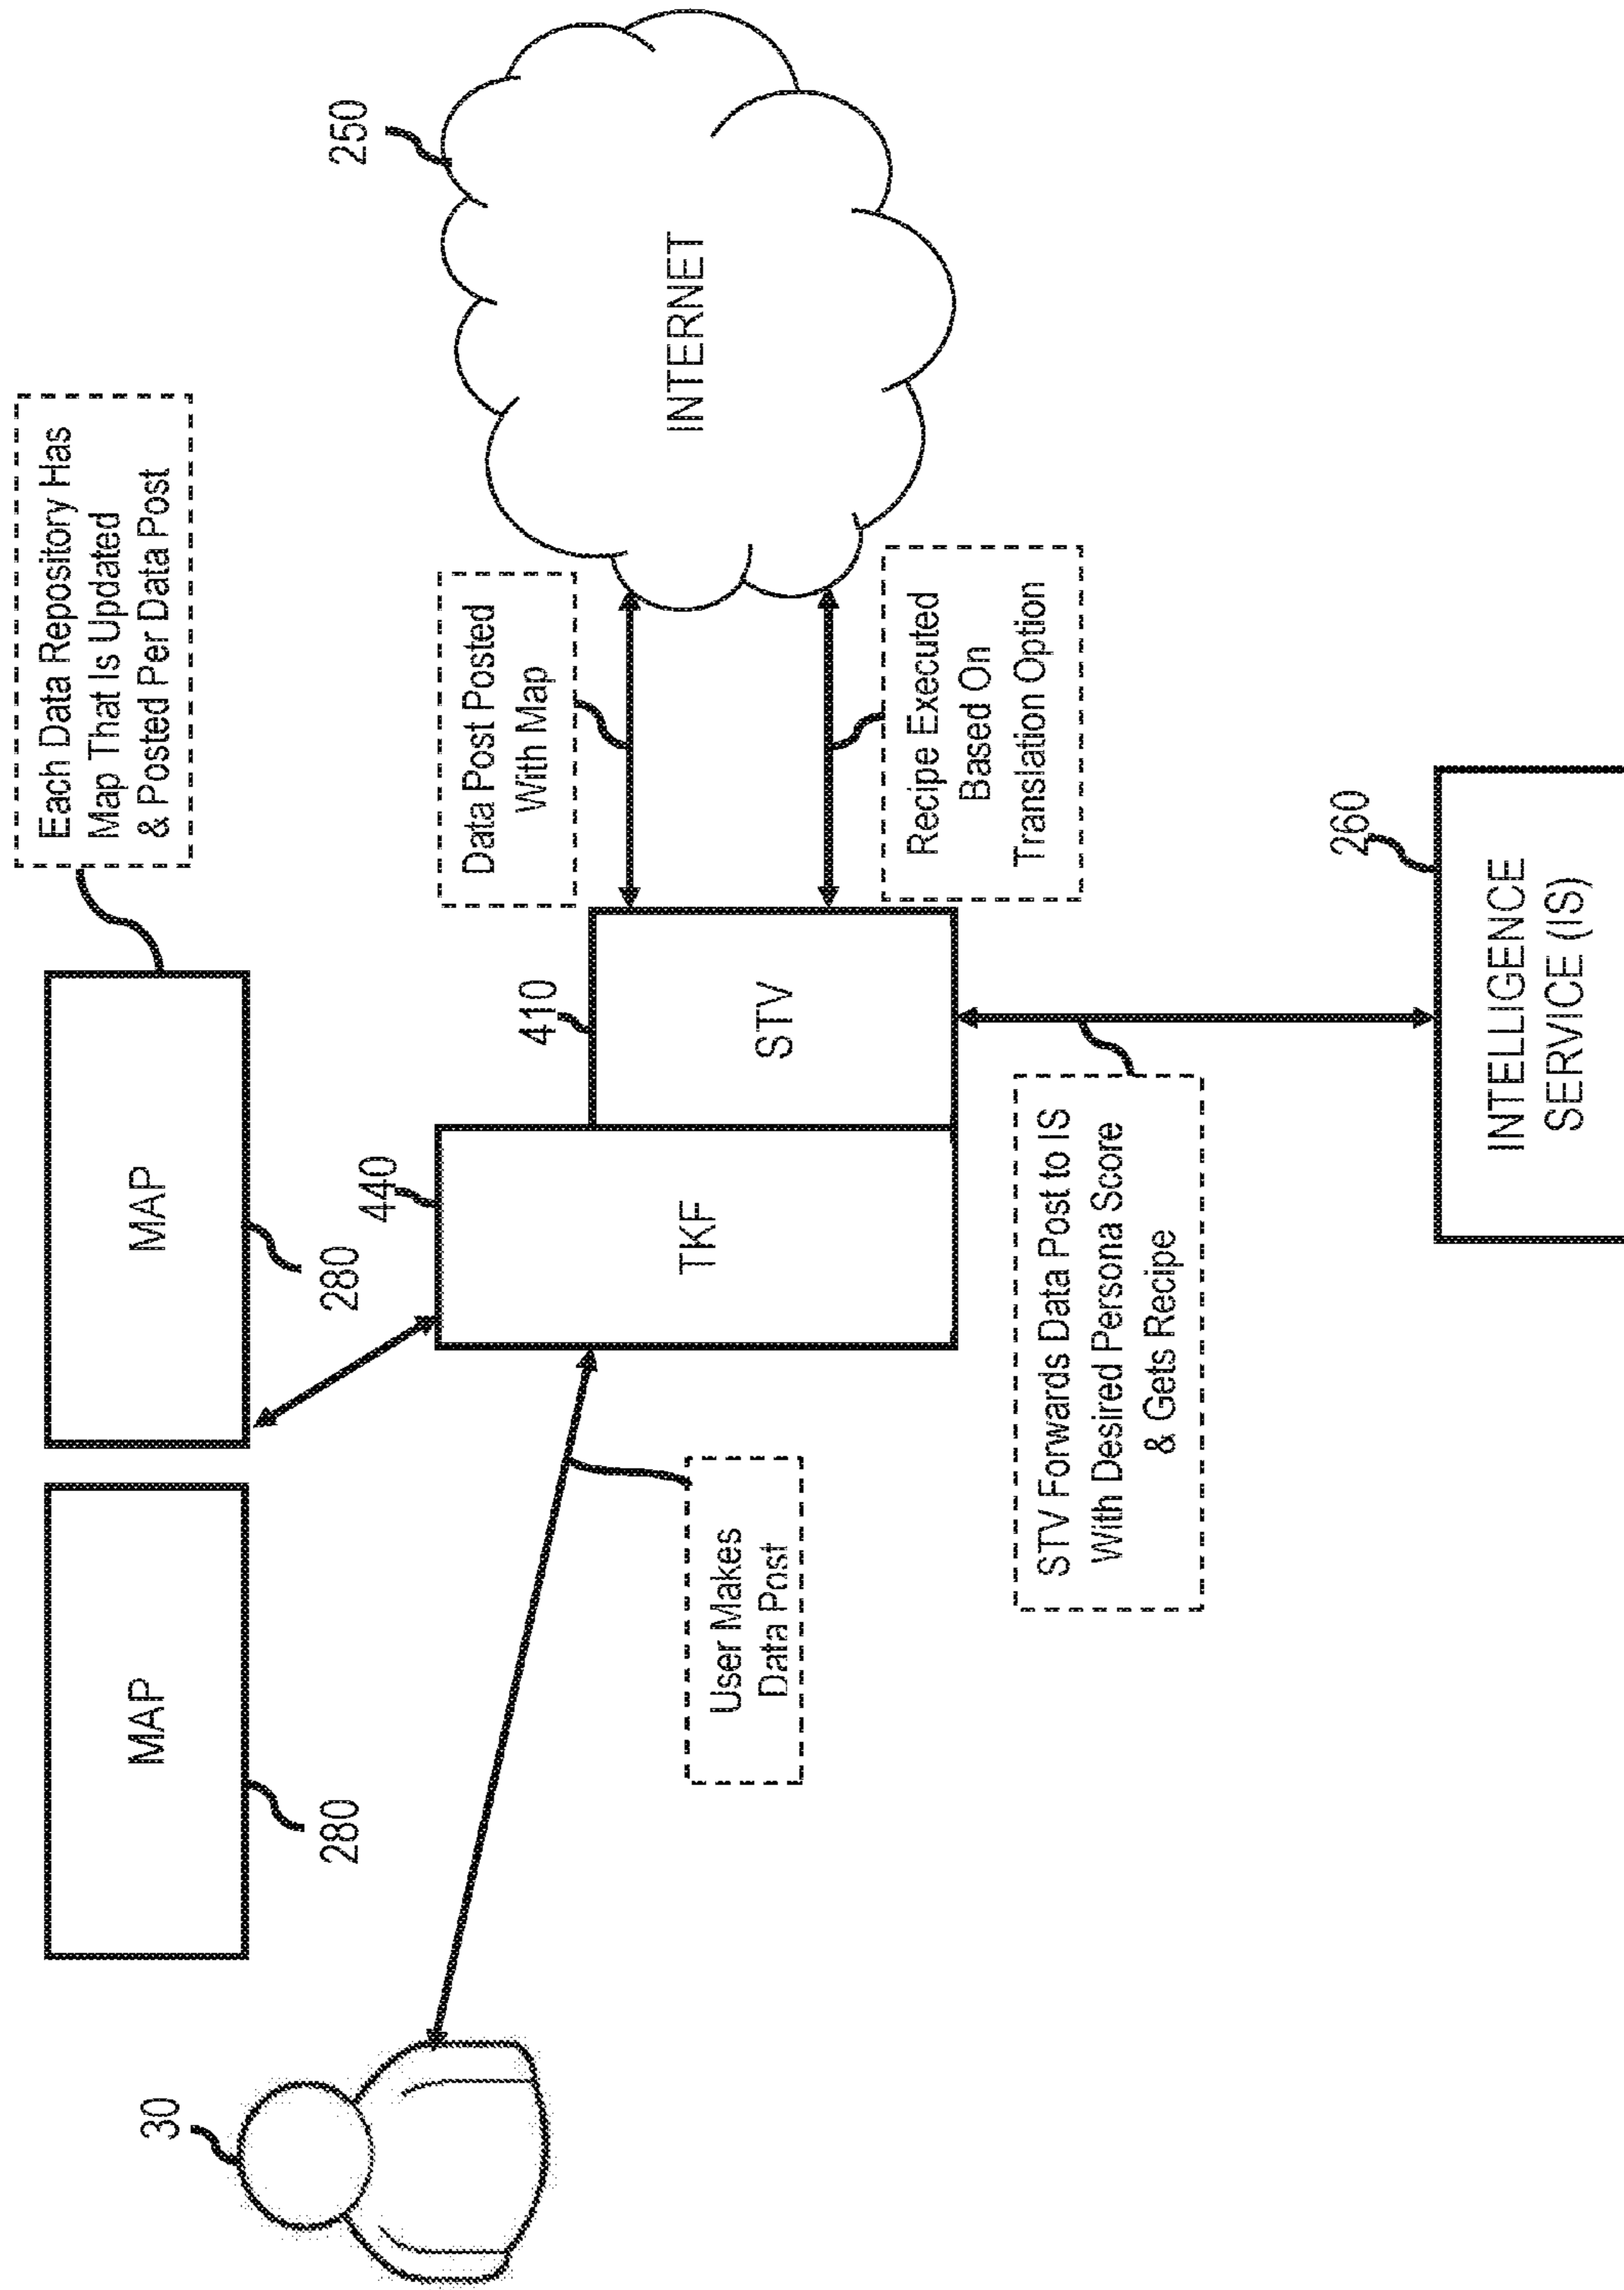 30
MAP
280
MAP
280
Each Data Repository Has
Map That Is Updated
& Posted Per Data Post
User Makes
Data Post
440
TKF
410
STV
Data Post Posted
With Map
Recipe Executed
Based On
Translation Option
250
INTERNET
STV Forwards Data Post to IS
With Desired Persona Score
& Gets Recipe
260
INTELLIGENCE
SERVICE (IS)